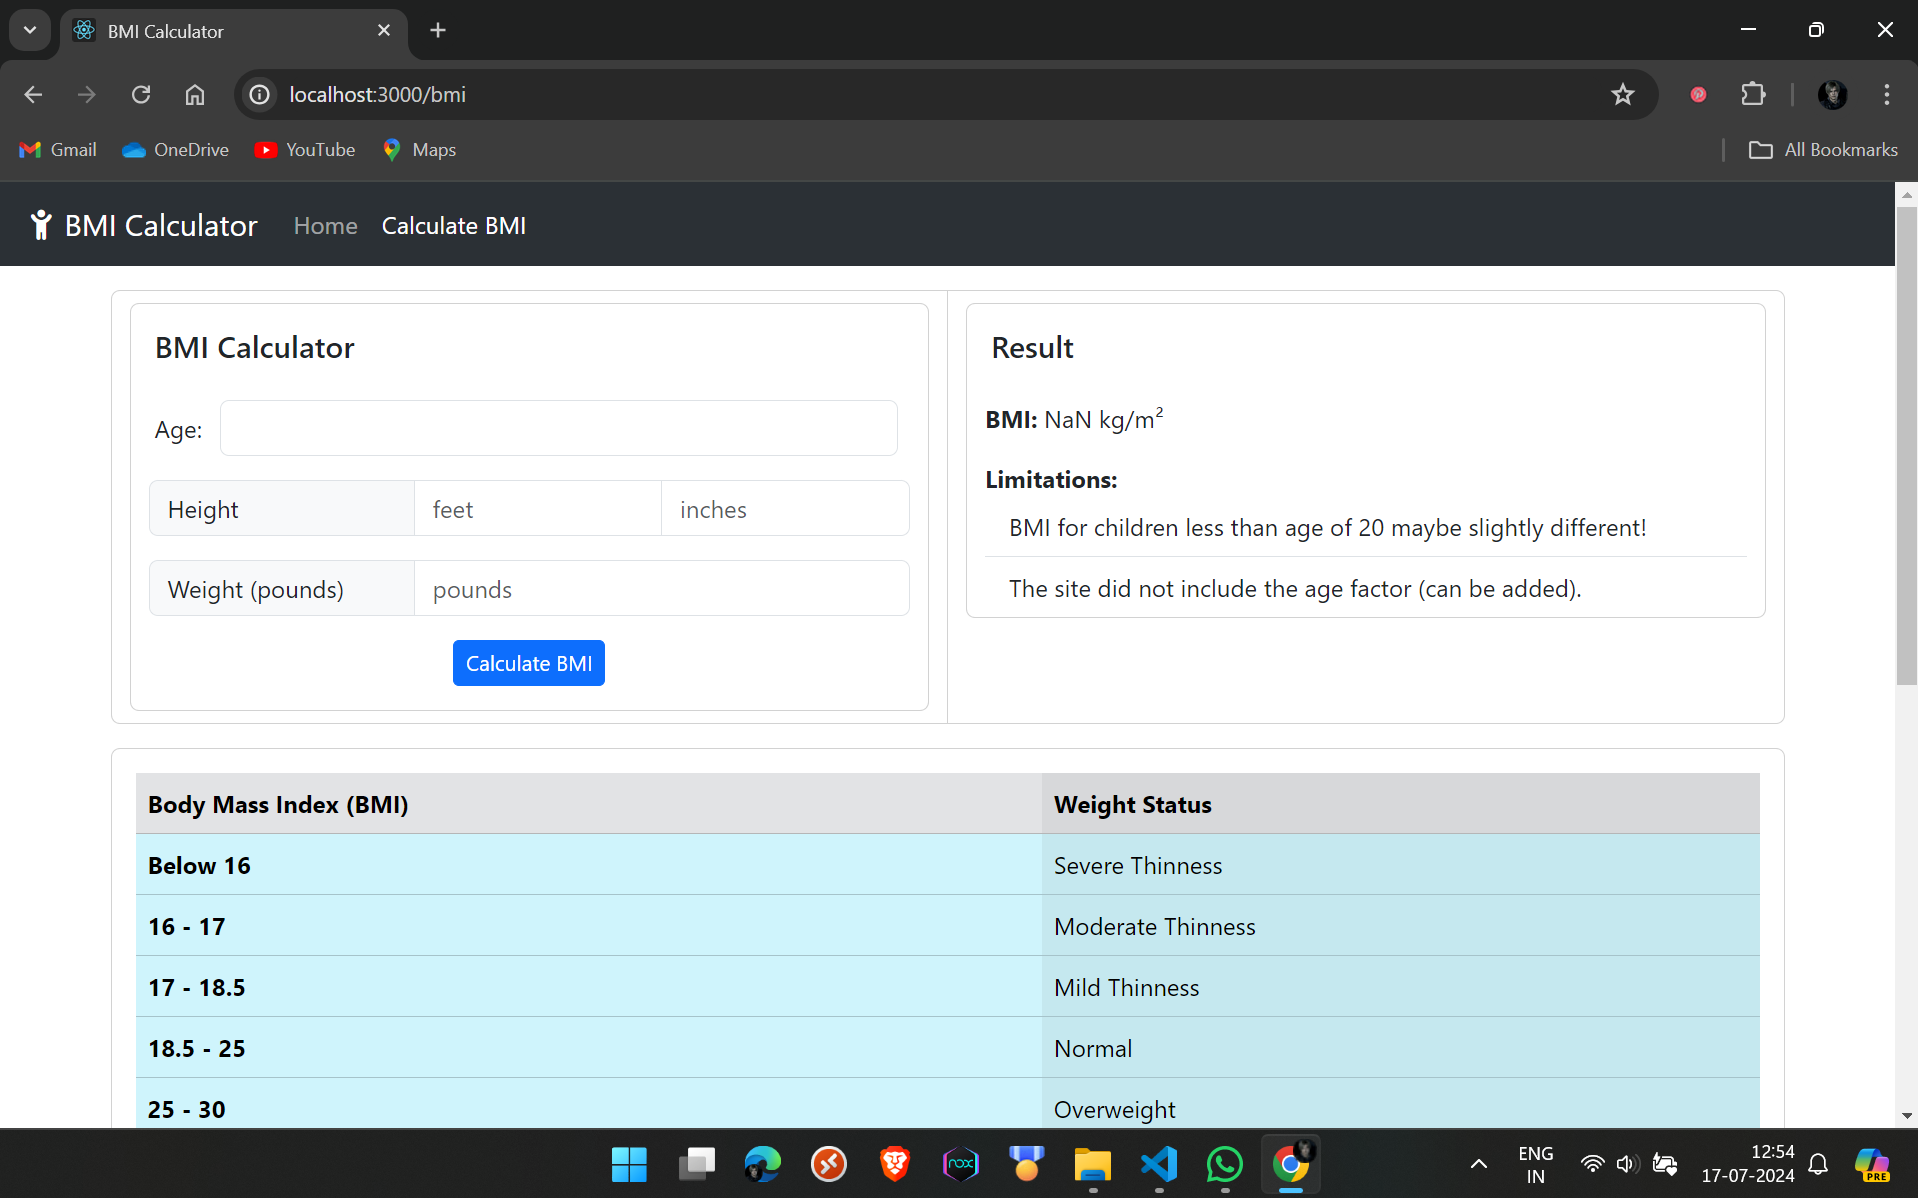 BMI Calculator
localhost:3000/bmi
Gmail
OneDrive
YouTube
Maps
All Bookmarks
BMI Calculator
Home
Calculate BMI
BMI Calculator
Age:
Height
feet
inches
Weight (pounds)
pounds
Calculate BMI
Result
BMI: NaN kg/m²
Limitations:
BMI for children less than age of 20 maybe slightly different!
The site did not include the age factor (can be added).
Body Mass Index (BMI)
Weight Status
Below 16
Severe Thinness
16 - 17
Moderate Thinness
17 - 18.5
Mild Thinness
18.5 - 25
Normal
25 - 30
Overweight
nox
ENG
IN
12:54
17-07-2024
PRE